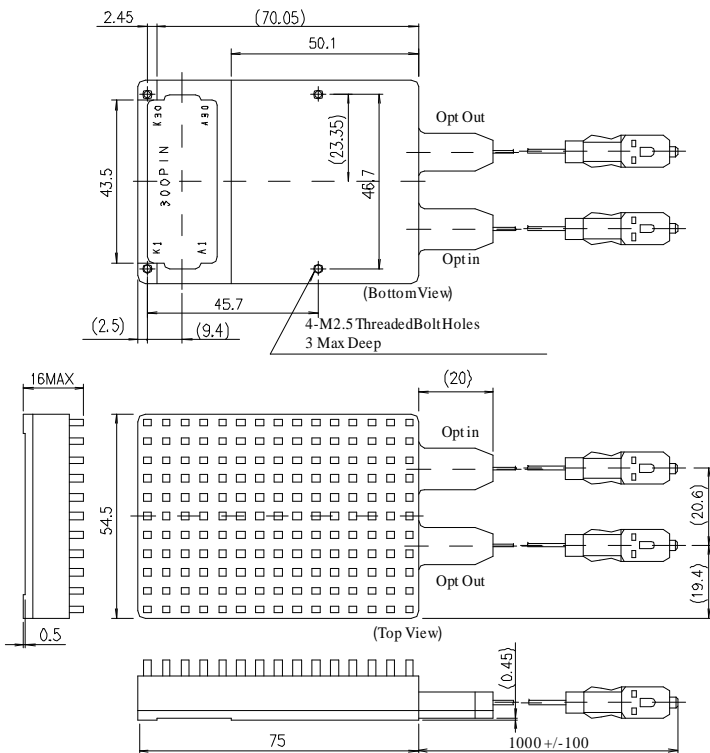 2.45
(70.05)
50.1
K30
A30
300PIN
K1
A1
43.5
(23.35)
46.7
Opt Out
Opt in
(Bottom View)
45.7
(2.5)
(9.4)
4-M2.5 Threaded Bolt Holes
3 Max Deep
16MAX
(20)
54.5
Opt in
Opt Out
(20.6)
(19.4)
0.5
(Top View)
(0.45)
75
1000 +/-100